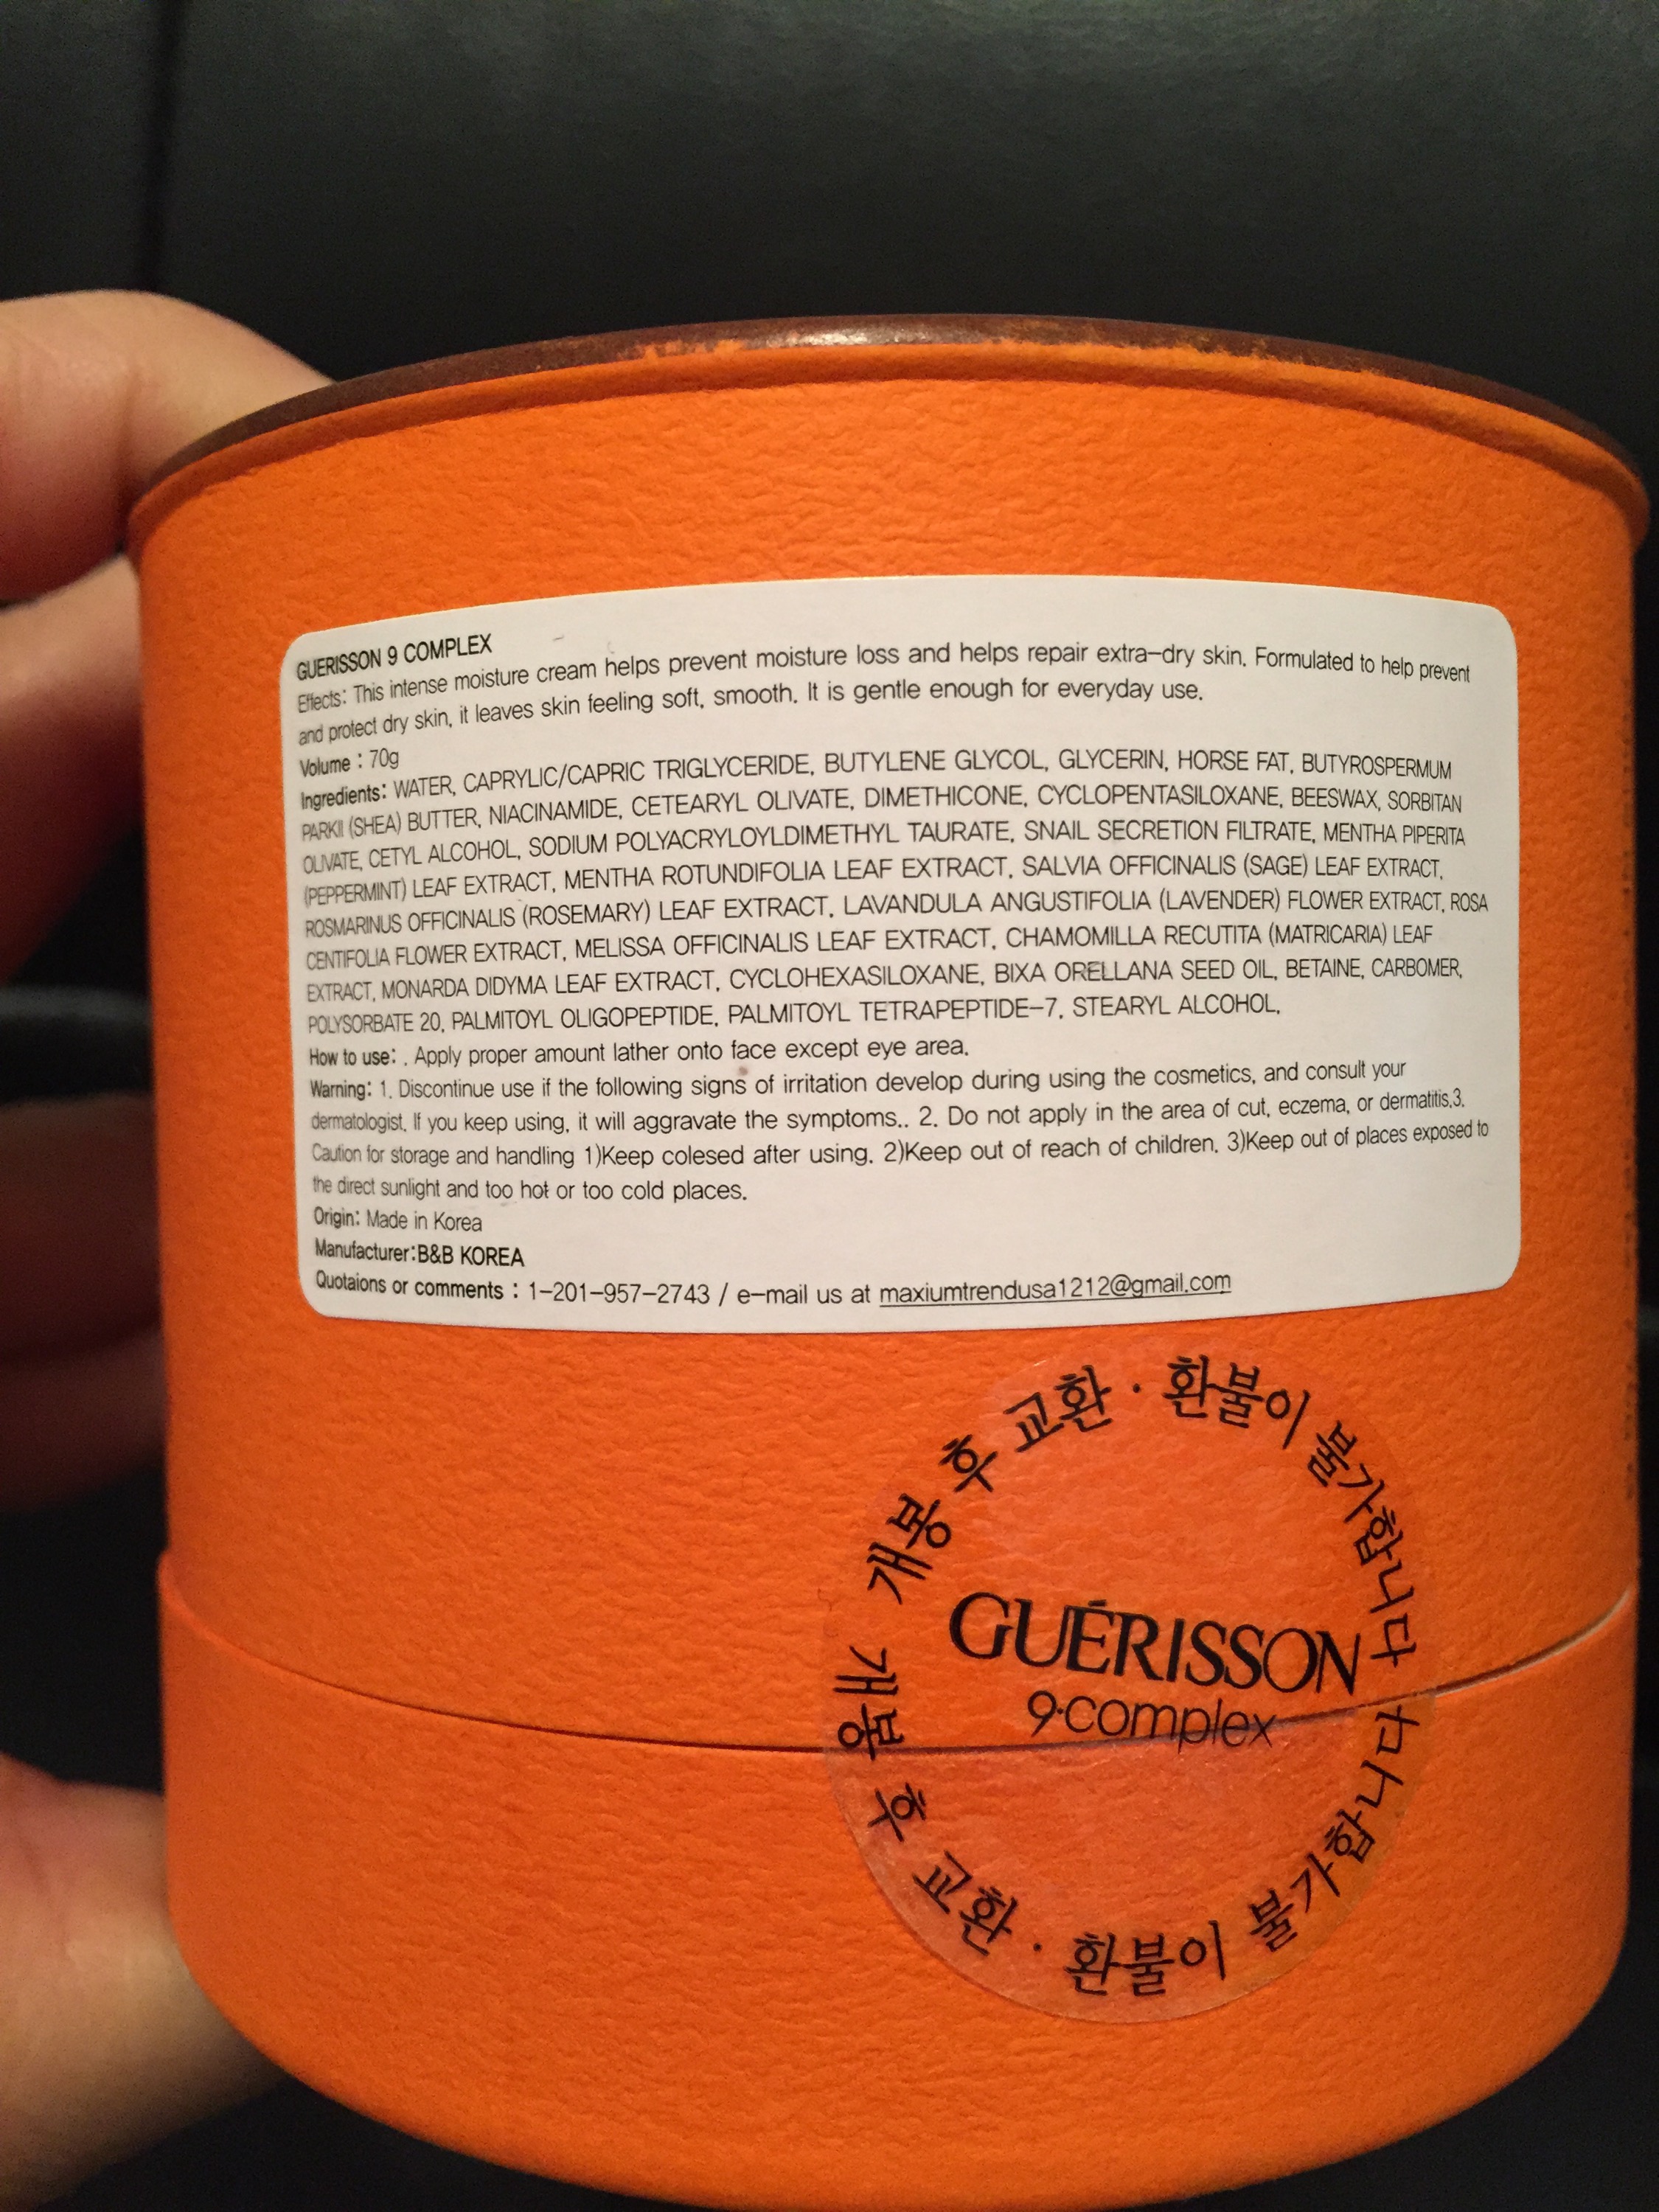 GUERISSON 9 COMPLEX
Effects: This intense moisture cream helps prevent moisture loss and helps repair extra-dry skin. Formulated to help prevent
and protect dry skin, it leaves skin feeling soft, smooth. It is gentle enough for everyday use.
Volume : 70g
Ingredients: WATER, CAPRYLIC/CAPRIC TRIGLYCERIDE, BUTYLENE GLYCOL, GLYCERIN, HORSE FAT, BUTYROSPERMUM
PARKII (SHEA) BUTTER, NIACINAMIDE, CETEARYL OLIVATE, DIMETHICONE, CYCLOPENTASILOXANE, BEESWAX, SORBITAN
OLIVATE, CETYL ALCOHOL, SODIUM POLYACRYLOYLDIMETHYL TAURATE, SNAIL SECRETION FILTRATE, MENTHA PIPERITA
(PEPPERMINT) LEAF EXTRACT, MENTHA ROTUNDIFOLIA LEAF EXTRACT, SALVIA OFFICINALIS (SAGE) LEAF EXTRACT,
ROSMARINUS OFFICINALIS (ROSEMARY) LEAF EXTRACT, LAVANDULA ANGUSTIFOLIA (LAVENDER) FLOWER EXTRACT, ROSA
CENTIFOLIA FLOWER EXTRACT, MELISSA OFFICINALIS LEAF EXTRACT, CHAMOMILLA RECUTITA (MATRICARIA) LEAF
EXTRACT, MONARDA DIDYMA LEAF EXTRACT, CYCLOHEXASILOXANE, BIXA ORELLANA SEED OIL, BETAINE, CARBOMER,
POLYSORBATE 20, PALMITOYL OLIGOPEPTIDE, PALMITOYL TETRAPEPTIDE-7, STEARYL ALCOHOL,
How to use: . Apply proper amount lather onto face except eye area.
Warning: 1. Discontinue use if the following signs of irritation develop during using the cosmetics, and consult your
dermatologist. If you keep using, it will aggravate the symptoms.. 2. Do not apply in the area of cut, eczema, or dermatitis.3.
Caution for storage and handling 1)Keep colesed after using. 2)Keep out of reach of children. 3)Keep out of places exposed to
the direct sunlight and too hot or too cold places.
Origin: Made in Korea
Manufacturer:B&B KOREA
Quotaions or comments : 1-201-957-2743 / e-mail us at maxiumtrendusa1212@gmail.com
개봉 후 교환 · 환불이 불가합니다
GUÉRISSON
9·complex
개봉 후 교환 · 환불이 불가합니다